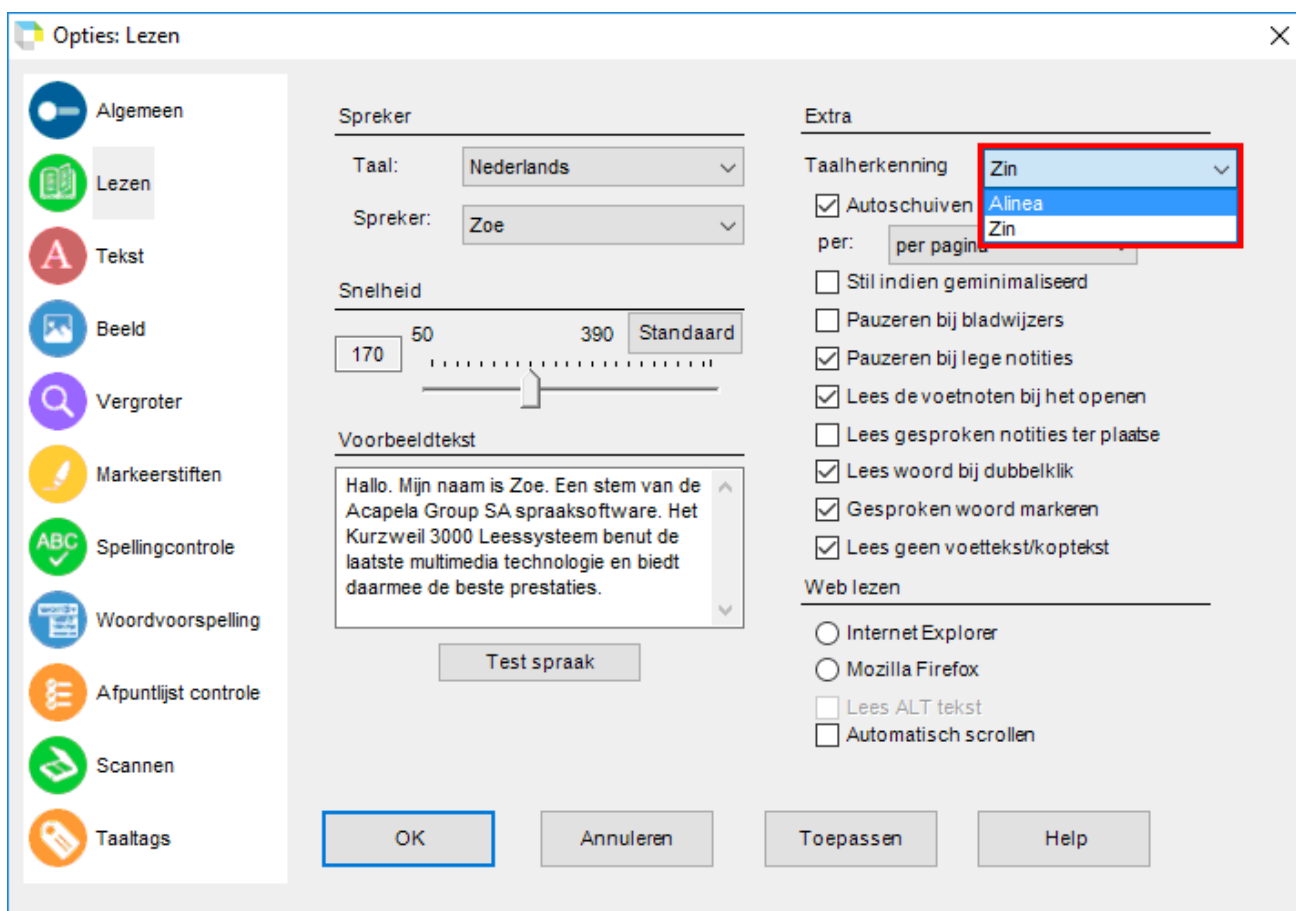 Opties: Lezen
Algemeen
Lezen
Tekst
Beeld
Vergroter
Markeerstiften
ABC
Spellingcontrole
Woordvoorspelling
Afpuntlijst controle
Scannen
Taaltags
Spreker
Taal:
Nederlands
Spreker:
Zoe
Snelheid
50
390
Standaard
170
Voorbeeldtekst
Hallo. Mijn naam is Zoe. Een stem van de
Acapela Group SA spraaksoftware. Het
Kurzweil 3000 Leessysteem benut de
laatste multimedia technologie en biedt
daarmee de beste prestaties.
Test spraak
Extra
Taalherkenning
Zin
Alinea
Zin
Autoschuiven
per:
per pagina
Stil indien geminimaliseerd
Pauzeren bij bladwijzers
Pauzeren bij lege notities
Lees de voetnoten bij het openen
Lees gesproken notities ter plaatse
Lees woord bij dubbelklik
Gesproken woord markeren
Lees geen voettekst/koptekst
Web lezen
Internet Explorer
Mozilla Firefox
Lees ALT tekst
Automatisch scrollen
OK
Annuleren
Toepassen
Help